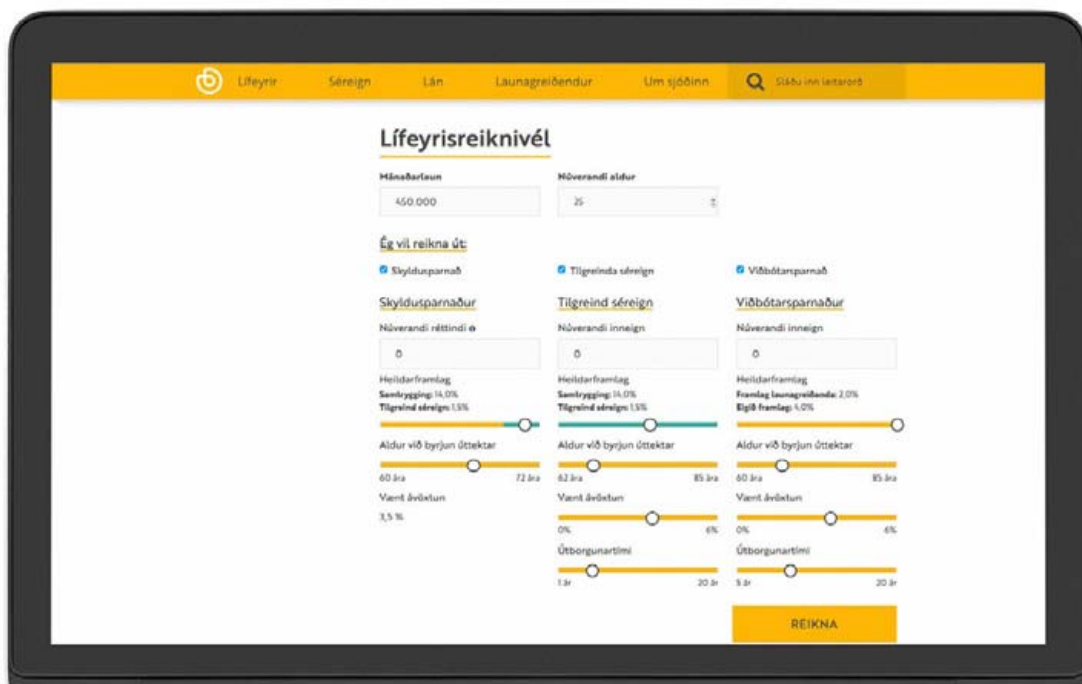 Lífeyrir Séreign Lán Launagreiðendur Um sjóðinn Sláðu inn leitarorð
Lífeyrisreiknivél
Mánaðarlaun Núverandi aldur
450.000 25
Ég vil reikna út:
Skyldusparnað Tilgreinda séreign Viðbótarsparnað
Skyldusparnaður Tilgreind séreign Viðbótarsparnaður
Núverandi réttindi Núverandi inneign Núverandi inneign
0 0 0
Heildarframlag Heildarframlag Heildarframlag
Samtrygging: 14,0% Samtrygging: 14,0% Framlag launagreiðanda: 2,0%
Tilgreind séreign: 1,5% Tilgreind séreign: 1,5% Eigið framlag: 4,0%
Aldur við byrjun úttektar Aldur við byrjun úttektar Aldur við byrjun úttektar
60 ára 72 ára 62 ára 85 ára 60 ára 85 ára
Vænt ávöxtun Vænt ávöxtun Vænt ávöxtun
3,5 %
0% 6% 0% 6%
Útborgunartími Útborgunartími
1 ár 20 ár 5 ár 20 ár
REIKNA